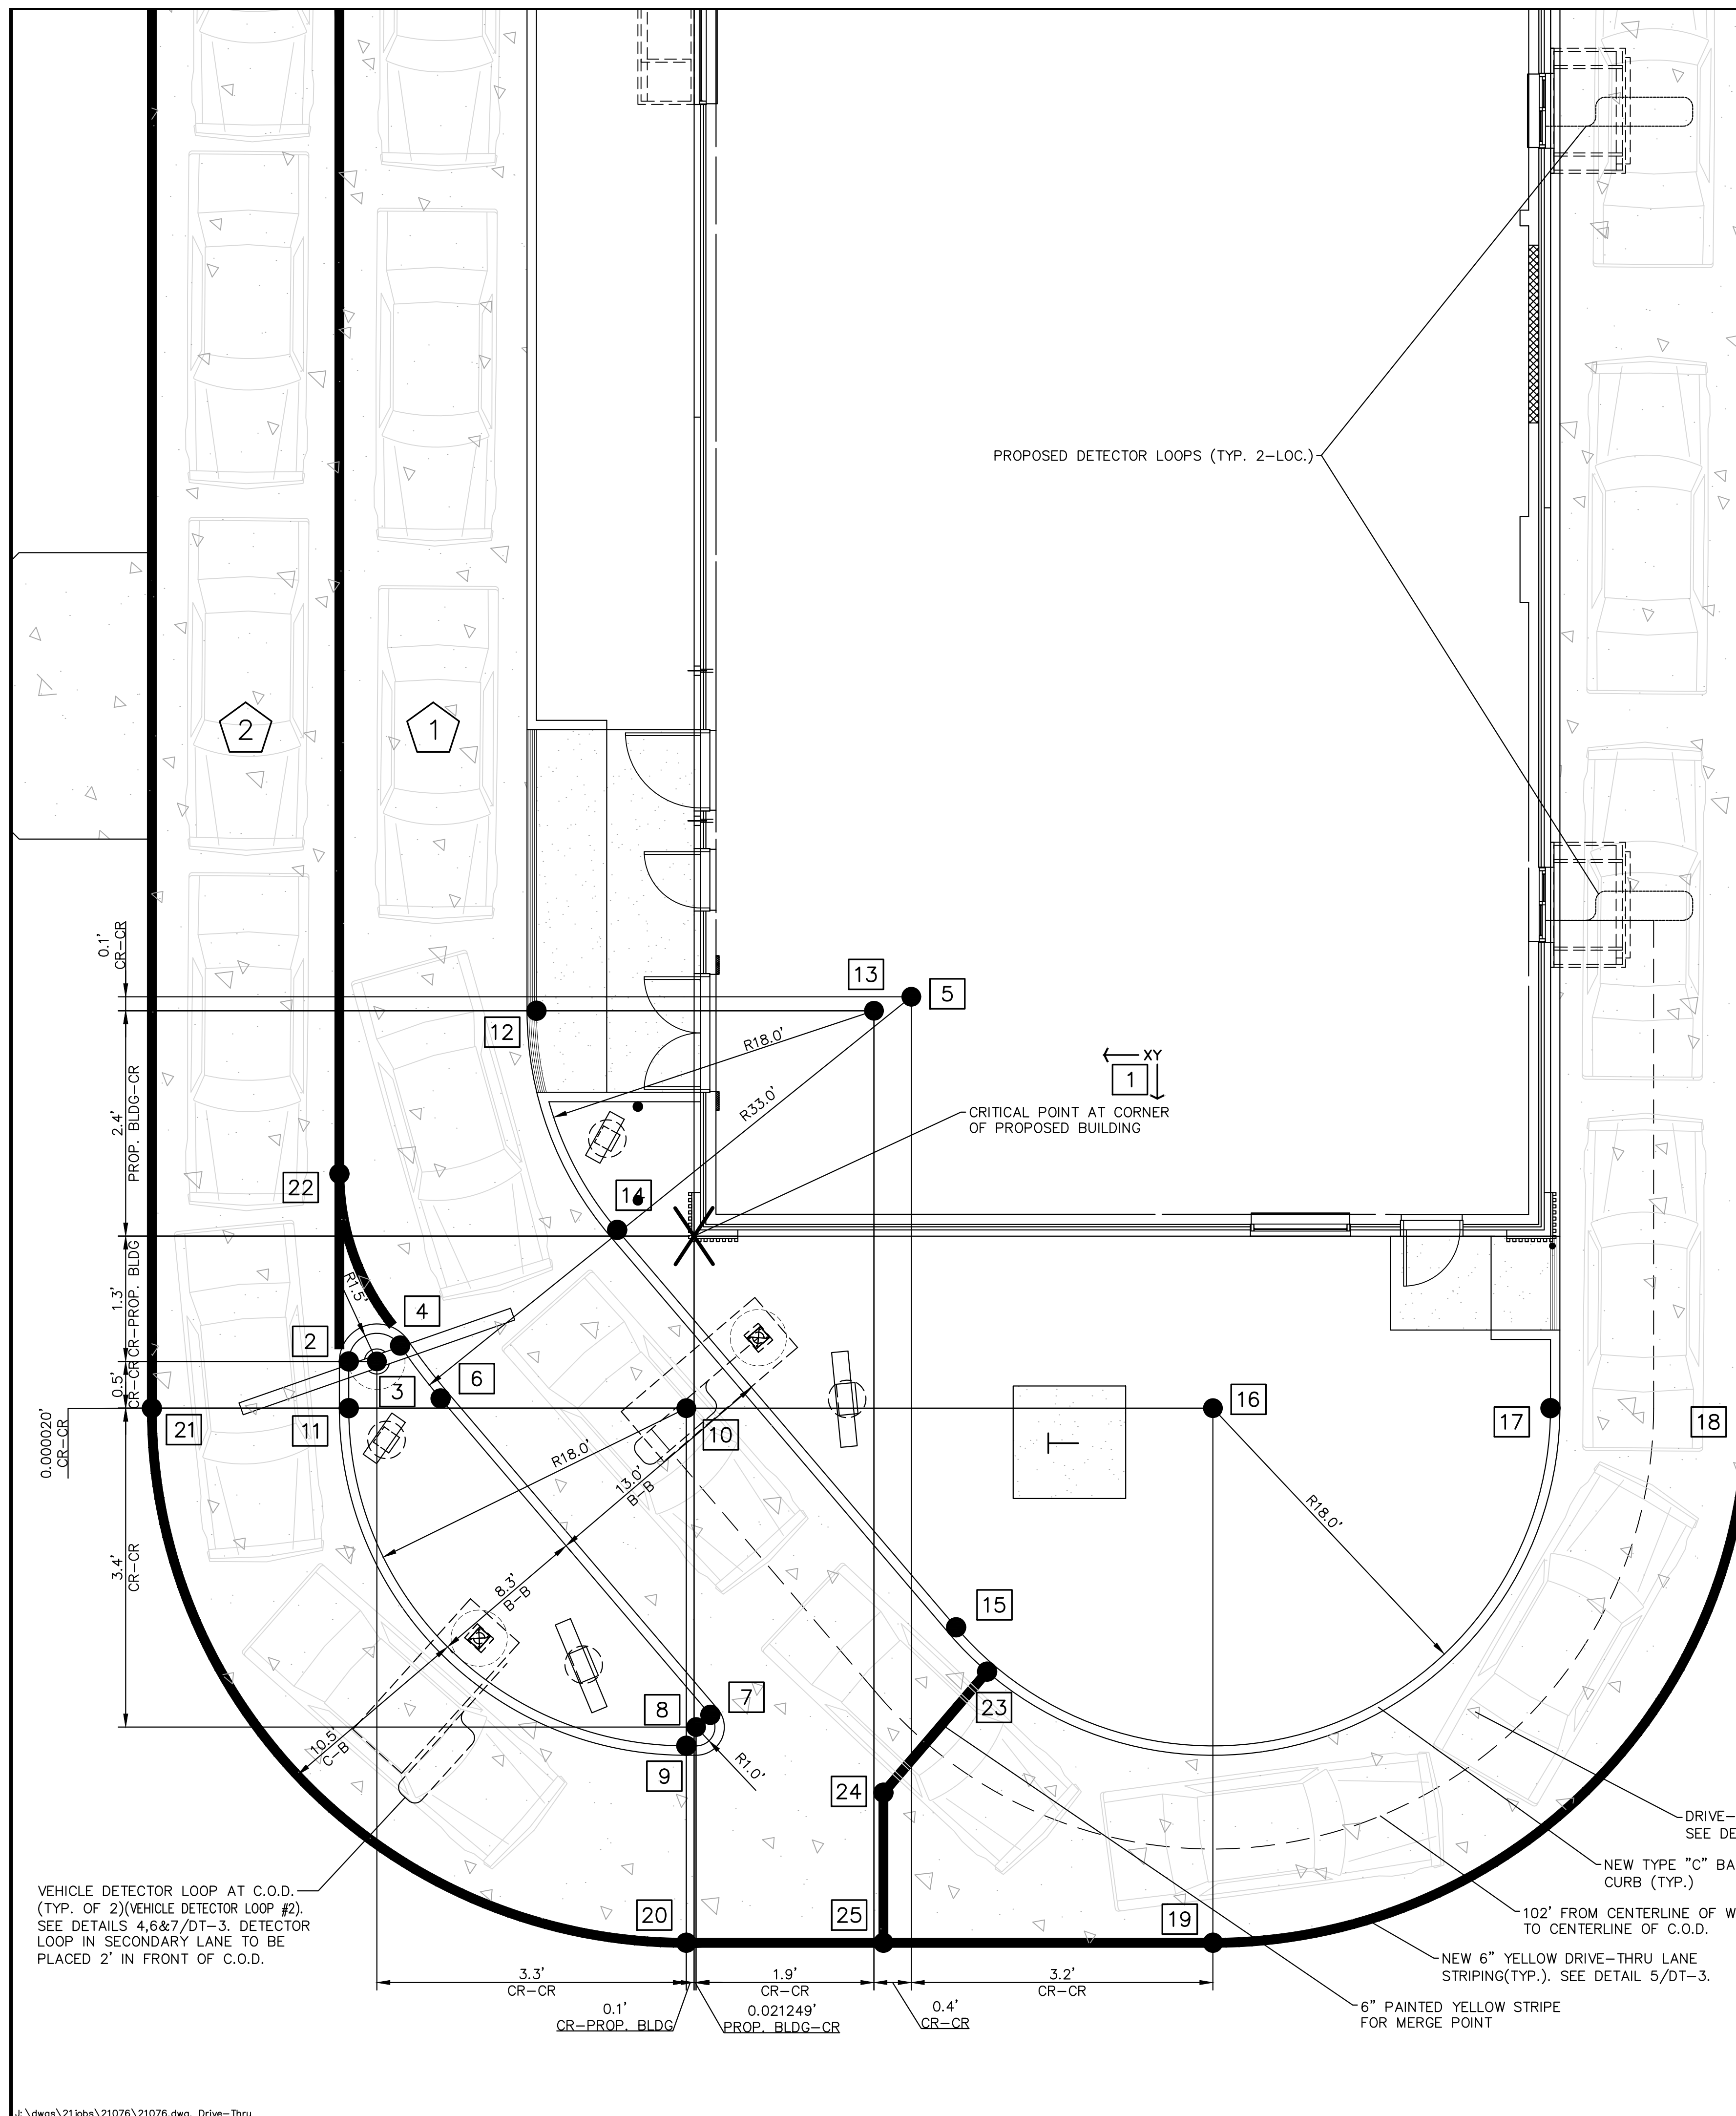 PROPOSED DETECTOR LOOPS (TYP. 2-LOC.)
2
1
0.1'
CR-CR
13
5
12
R18.0'
XY
1
2.4'
PROP. BLDG-CR
R33.0'
CRITICAL POINT AT CORNER
OF PROPOSED BUILDING
22
14
1.3'
CR-PROP. BLDG
R1.5'
4
2
0.5'
CR-CR
3
6
21
11
10
16
17
18
0.000020'
CR-CR
R18.0'
13.0'
B-B
R18.0'
3.4'
CR-CR
8.3'
B-B
15
8
7
23
10.5'
C-B
9
R1.0'
24
DRIVE-
SEE DE
NEW TYPE "C" BA
CURB (TYP.)
VEHICLE DETECTOR LOOP AT C.O.D.
(TYP. OF 2)(VEHICLE DETECTOR LOOP #2).
SEE DETAILS 4,6&7/DT-3. DETECTOR
LOOP IN SECONDARY LANE TO BE
PLACED 2' IN FRONT OF C.O.D.
20
25
19
102' FROM CENTERLINE OF W
TO CENTERLINE OF C.O.D.
NEW 6" YELLOW DRIVE-THRU LANE
STRIPING(TYP.). SEE DETAIL 5/DT-3.
3.3'
CR-CR
1.9'
CR-CR
3.2'
CR-CR
0.1'
CR-PROP. BLDG
0.021249'
PROP. BLDG-CR
0.4'
CR-CR
6" PAINTED YELLOW STRIPE
FOR MERGE POINT
J:\dwgs\21jobs\21076\21076.dwg, Drive-Thru